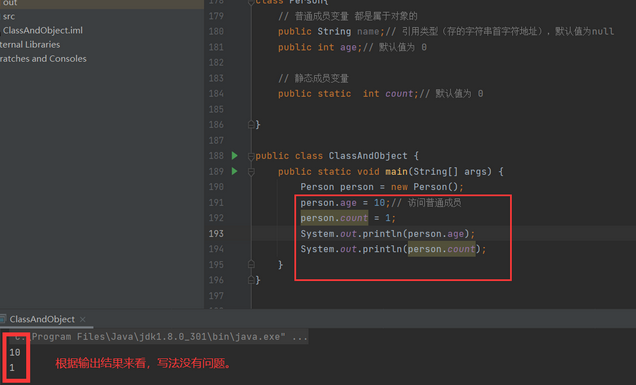 out
src
ClassAndObject.iml
ternal Libraries
ratches and Consoles
178 class Person{
179 // 普通成员变量 都是属于对象的
180 public String name;// 引用类型（存的字符串首字符地址），默认值为null
181 public int age;// 默认值为 0
182
183 // 静态成员变量
184 public static  int count;// 默认值为 0
185
186 }
187
188 public class ClassAndObject {
189 public static void main(String[] args) {
190 Person person = new Person();
191 person.age = 10;// 访问普通成员
192 person.count = 1;
193 System.out.println(person.age);
194 System.out.println(person.count);
195 }
196 }
197
ClassAndObject ×
Program Files\Java\jdk1.8.0_301\bin\java.exe" ...
10
1
根据输出结果来看，写法没有问题。